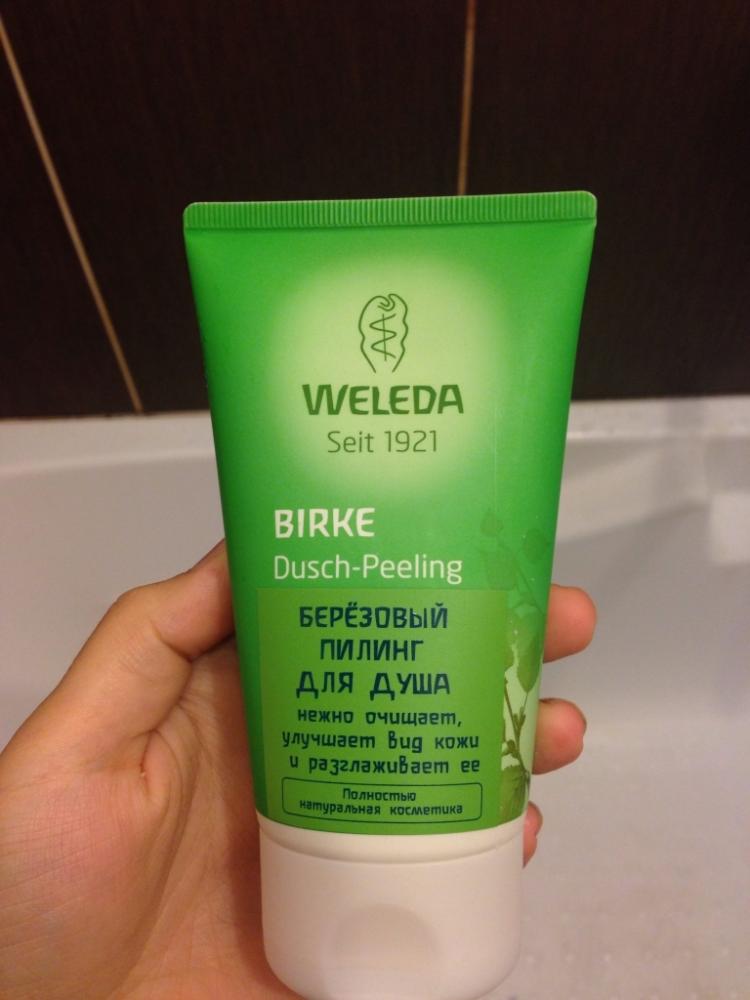 WELEDA
Seit 1921
BIRKE
Dusch-Peeling
БЕРЁЗОВЫЙ
ПИЛИНГ
ДЛЯ ДУША
нежно очищает,
улучшает вид кожи
и разглаживает ее
Полностью
натуральная косметика